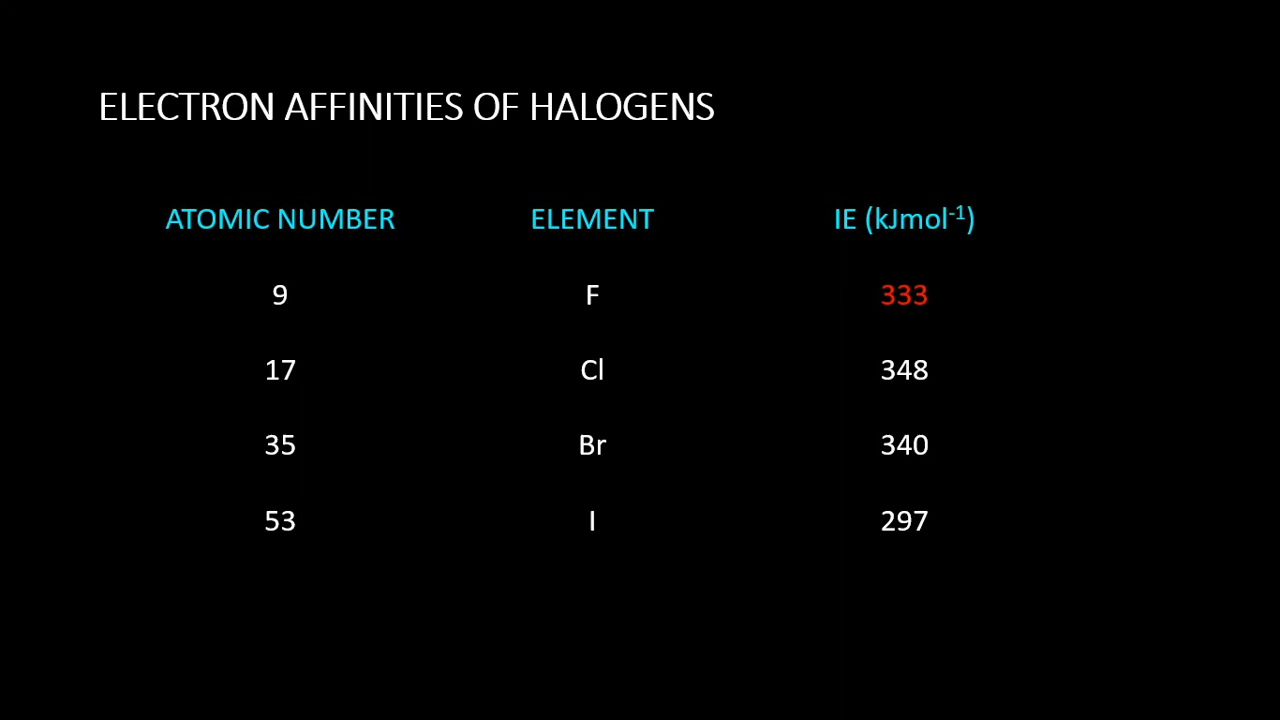 ELECTRON AFFINITIES OF HALOGENS
ATOMIC NUMBER ELEMENT IE (kJmol⁻¹)
9 F 333
17 Cl 348
35 Br 340
53 I 297